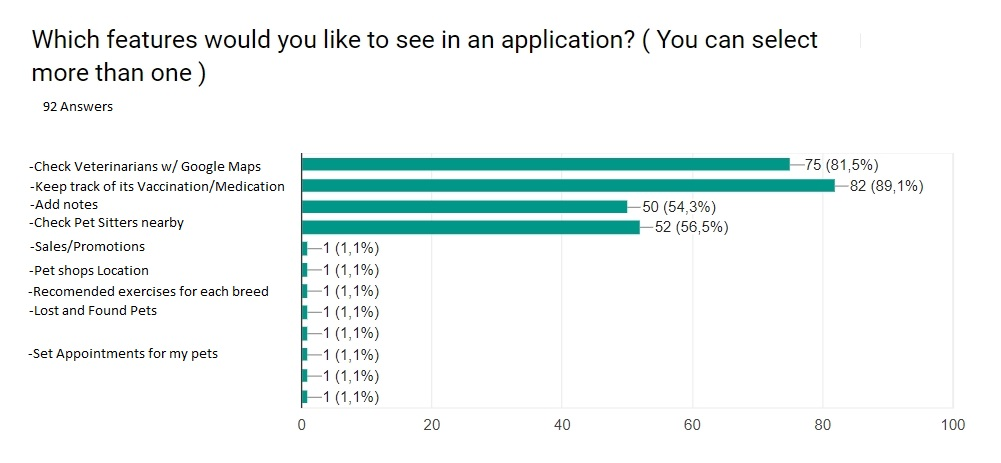 Which features would you like to see in an application? ( You can select
more than one )
92 Answers
-Check Veterinarians w/ Google Maps 75 (81,5%)
-Keep track of its Vaccination/Medication 82 (89,1%)
-Add notes 50 (54,3%)
-Check Pet Sitters nearby 52 (56,5%)
-Sales/Promotions 1 (1,1%)
-Pet shops Location 1 (1,1%)
-Recomended exercises for each breed 1 (1,1%)
-Lost and Found Pets 1 (1,1%)
1 (1,1%)
-Set Appointments for my pets 1 (1,1%)
1 (1,1%)
1 (1,1%)
0 20 40 60 80 100